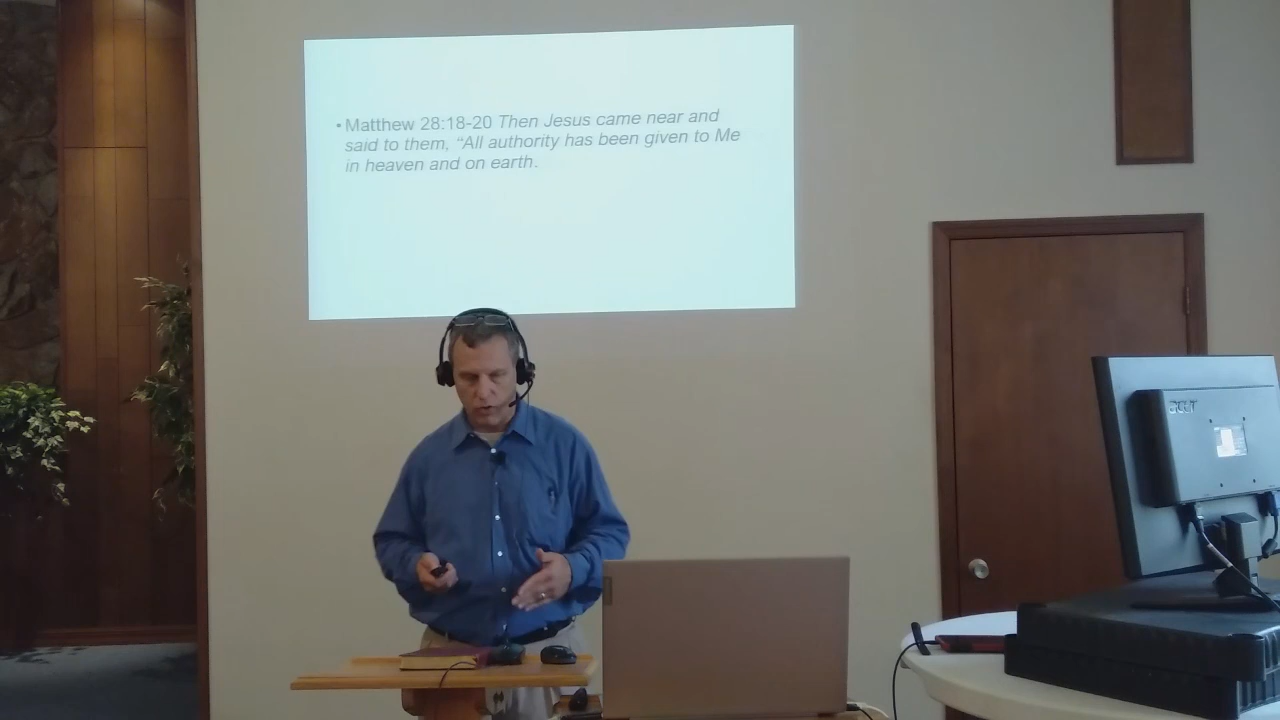 • Matthew 28:18-20 Then Jesus came near and
said to them, “All authority has been given to Me
in heaven and on earth.
acer